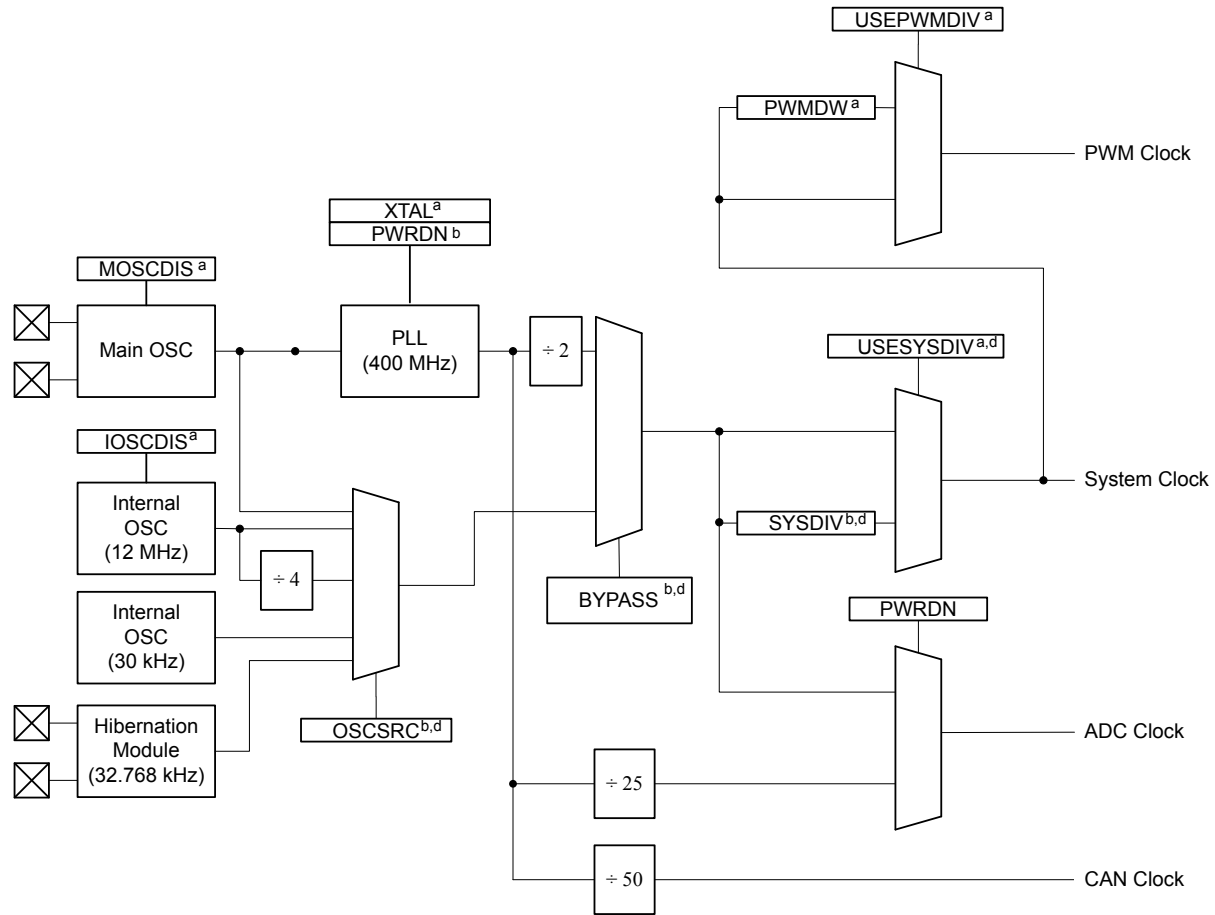 USEPWMDIV a
PWMDW a
PWM Clock
XTAL a
PWRDN b
MOSCDIS a
Main OSC
PLL
(400 MHz)
÷ 2
USESYSDIV a,d
IOSCDIS a
Internal
OSC
(12 MHz)
÷ 4
System Clock
SYSDIV b,d
BYPASS b,d
Internal
OSC
(30 kHz)
PWRDN
OSCSRC b,d
Hibernation
Module
(32.768 kHz)
ADC Clock
÷ 25
÷ 50
CAN Clock